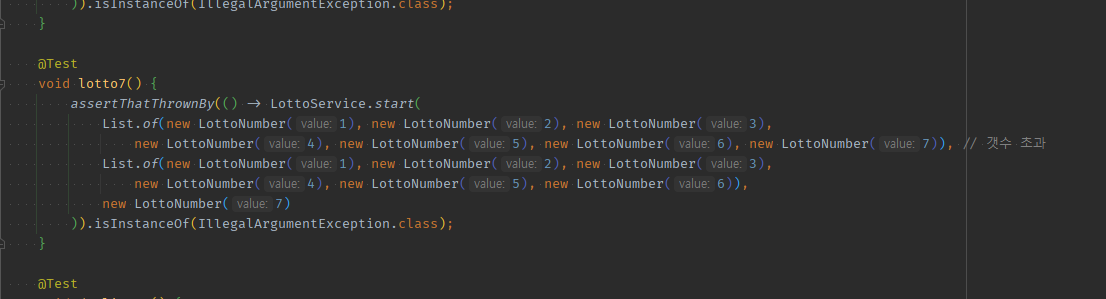 )).isInstanceOf(IllegalArgumentException.class);
}
@Test
void lotto7() {
assertThatThrownBy(() -> LottoService.start(
List.of(new LottoNumber( value: 1), new LottoNumber( value: 2), new LottoNumber( value: 3),
new LottoNumber( value: 4), new LottoNumber( value: 5), new LottoNumber( value: 6), new LottoNumber( value: 7)), // 갯수 초과
List.of(new LottoNumber( value: 1), new LottoNumber( value: 2), new LottoNumber( value: 3),
new LottoNumber( value: 4), new LottoNumber( value: 5), new LottoNumber( value: 6)),
new LottoNumber( value: 7)
)).isInstanceOf(IllegalArgumentException.class);
}
@Test